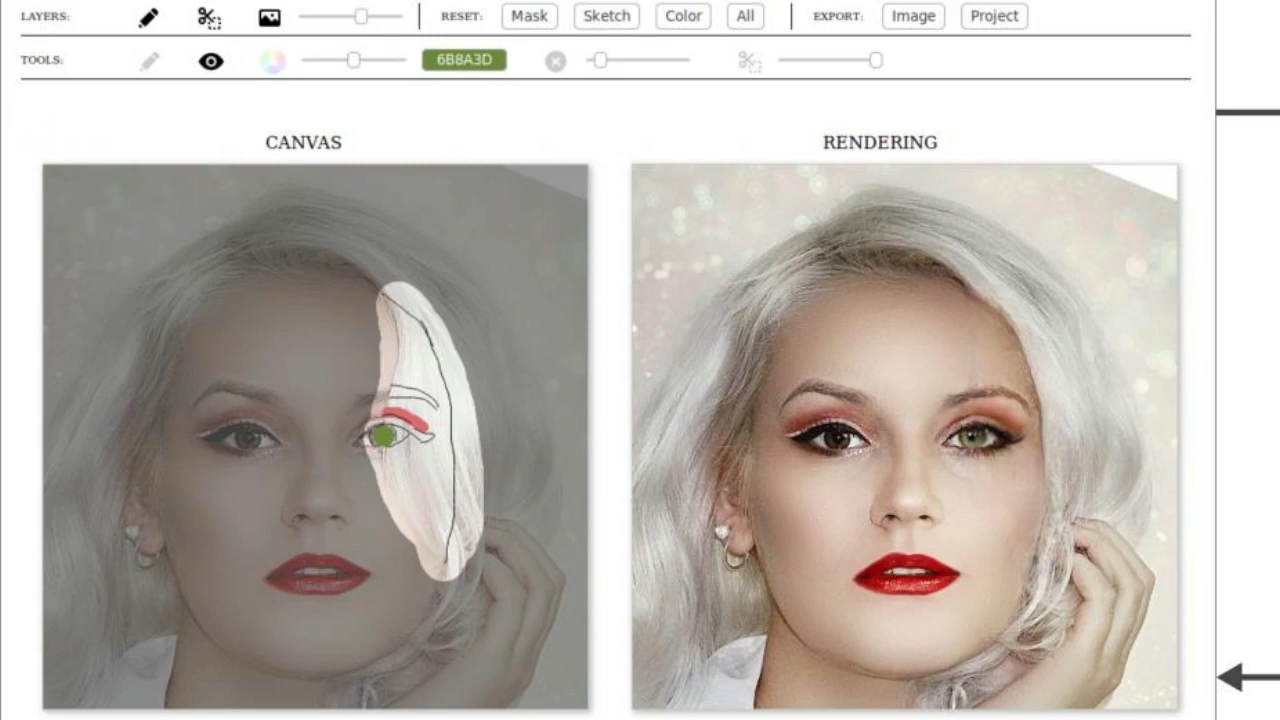 LAYERS: RESET: Mask Sketch Color All EXPORT: Image Project
TOOLS: 6B8A3D
CANVAS RENDERING